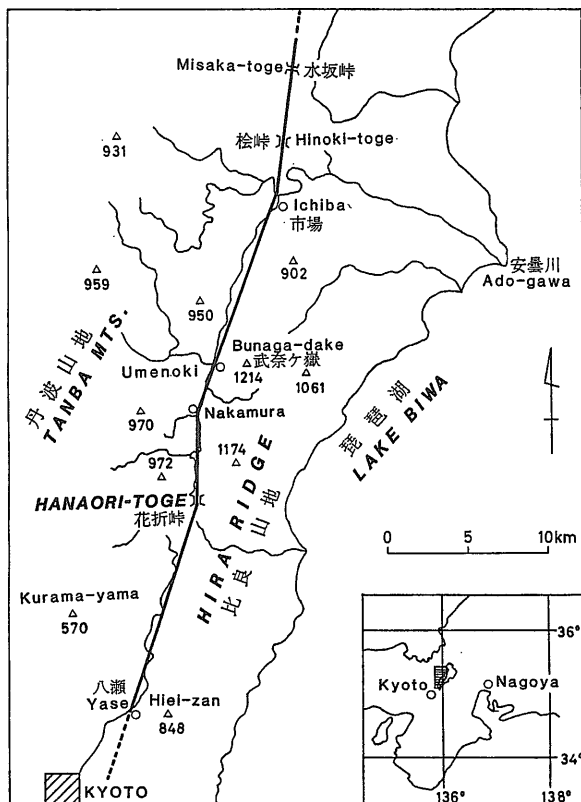 Misaka-toge 水坂峠
桧峠 Hinoki-toge
931
Ichiba
市場
安曇川
Ado-gawa
902
959
950
丹波山地
TANBA MTS.
Bunaga-dake
武奈ケ嶽
1214
1061
Umenoki
琵琶湖
LAKE BIWA
Nakamura
970
1174
972
HANAORI-TOGE
花折峠
HIRA RIDGE
比良山地
0 5 10km
Kurama-yama
570
八瀬
Yase
Hiei-zan
848
KYOTO
36°
Kyoto
Nagoya
34°
136° 138°